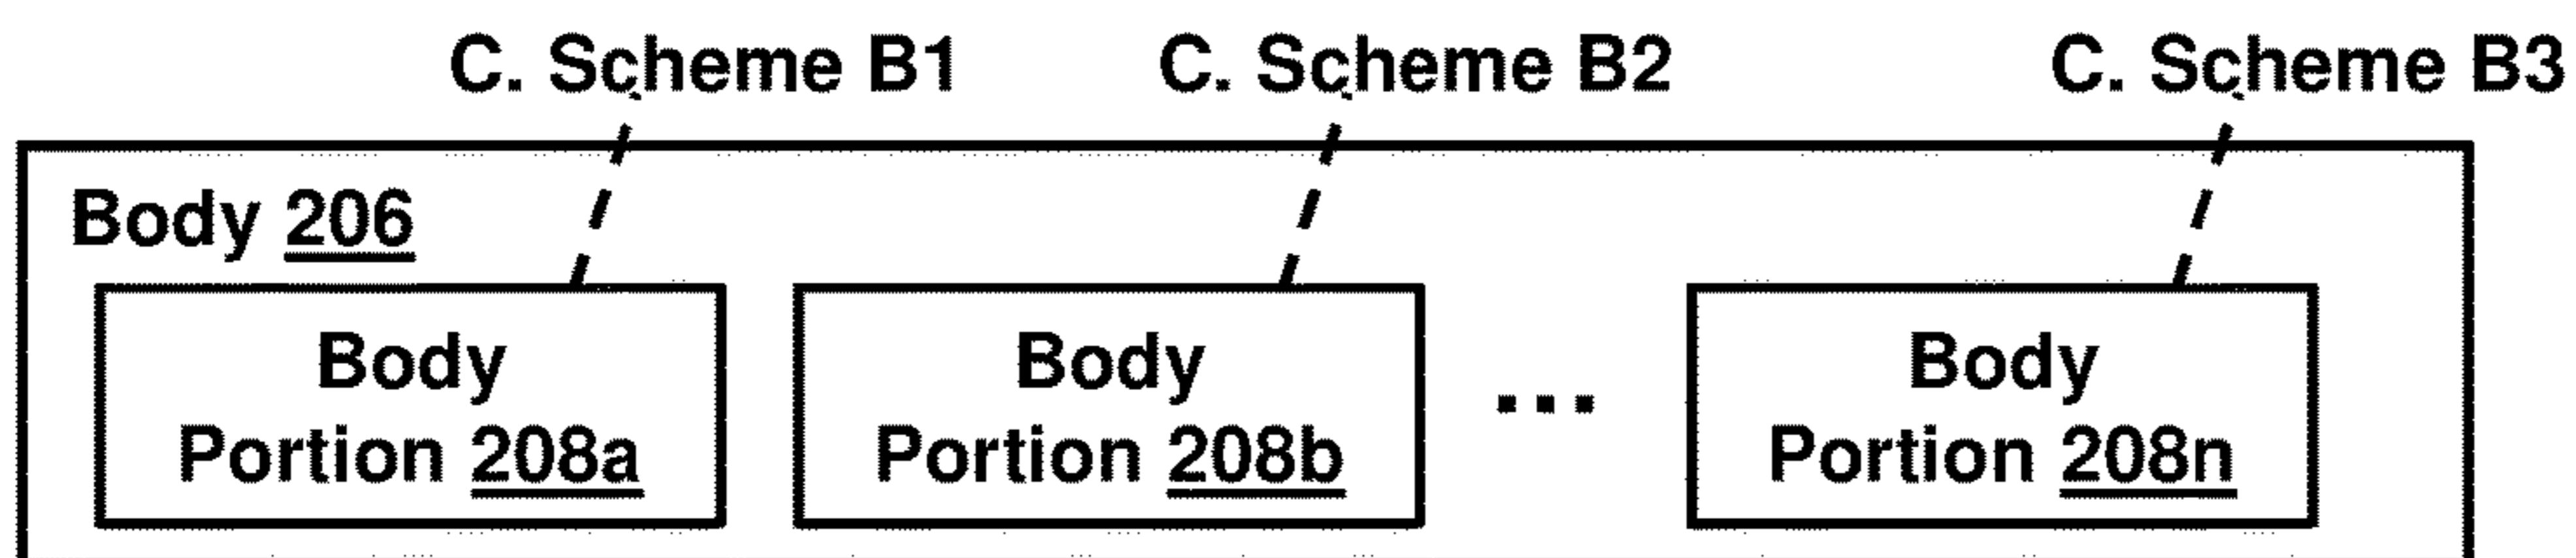 C. Scheme B1 C. Scheme B2 C. Scheme B3
Body 206
Body
Portion 208a
Body
Portion 208b
...
Body
Portion 208n